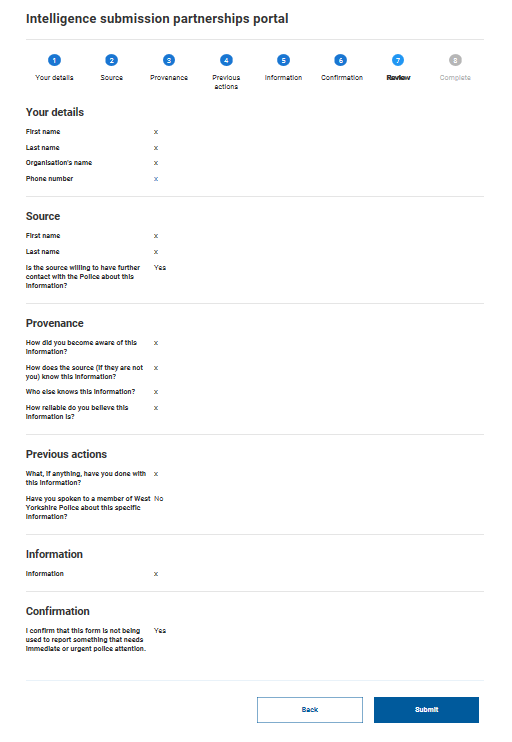 Intelligence submission partnerships portal
1 2 3 4 5 6 7 8
Your details Source Provenance Previous actions Information Confirmation Review Complete
Your details
First name x
Last name x
Organisation's name x
Phone number x
Source
First name x
Last name x
Is the source willing to have further Yes
contact with the Police about this
information?
Provenance
How did you become aware of this x
information?
How does the source (if they are not x
you) know this information?
Who else knows this information? x
How reliable do you believe this x
information is?
Previous actions
What, if anything, have you done with x
this information?
Have you spoken to a member of West No
Yorkshire Police about this specific
information?
Information
Information x
Confirmation
I confirm that this form is not being Yes
used to report something that needs
immediate or urgent police attention.
Back Submit